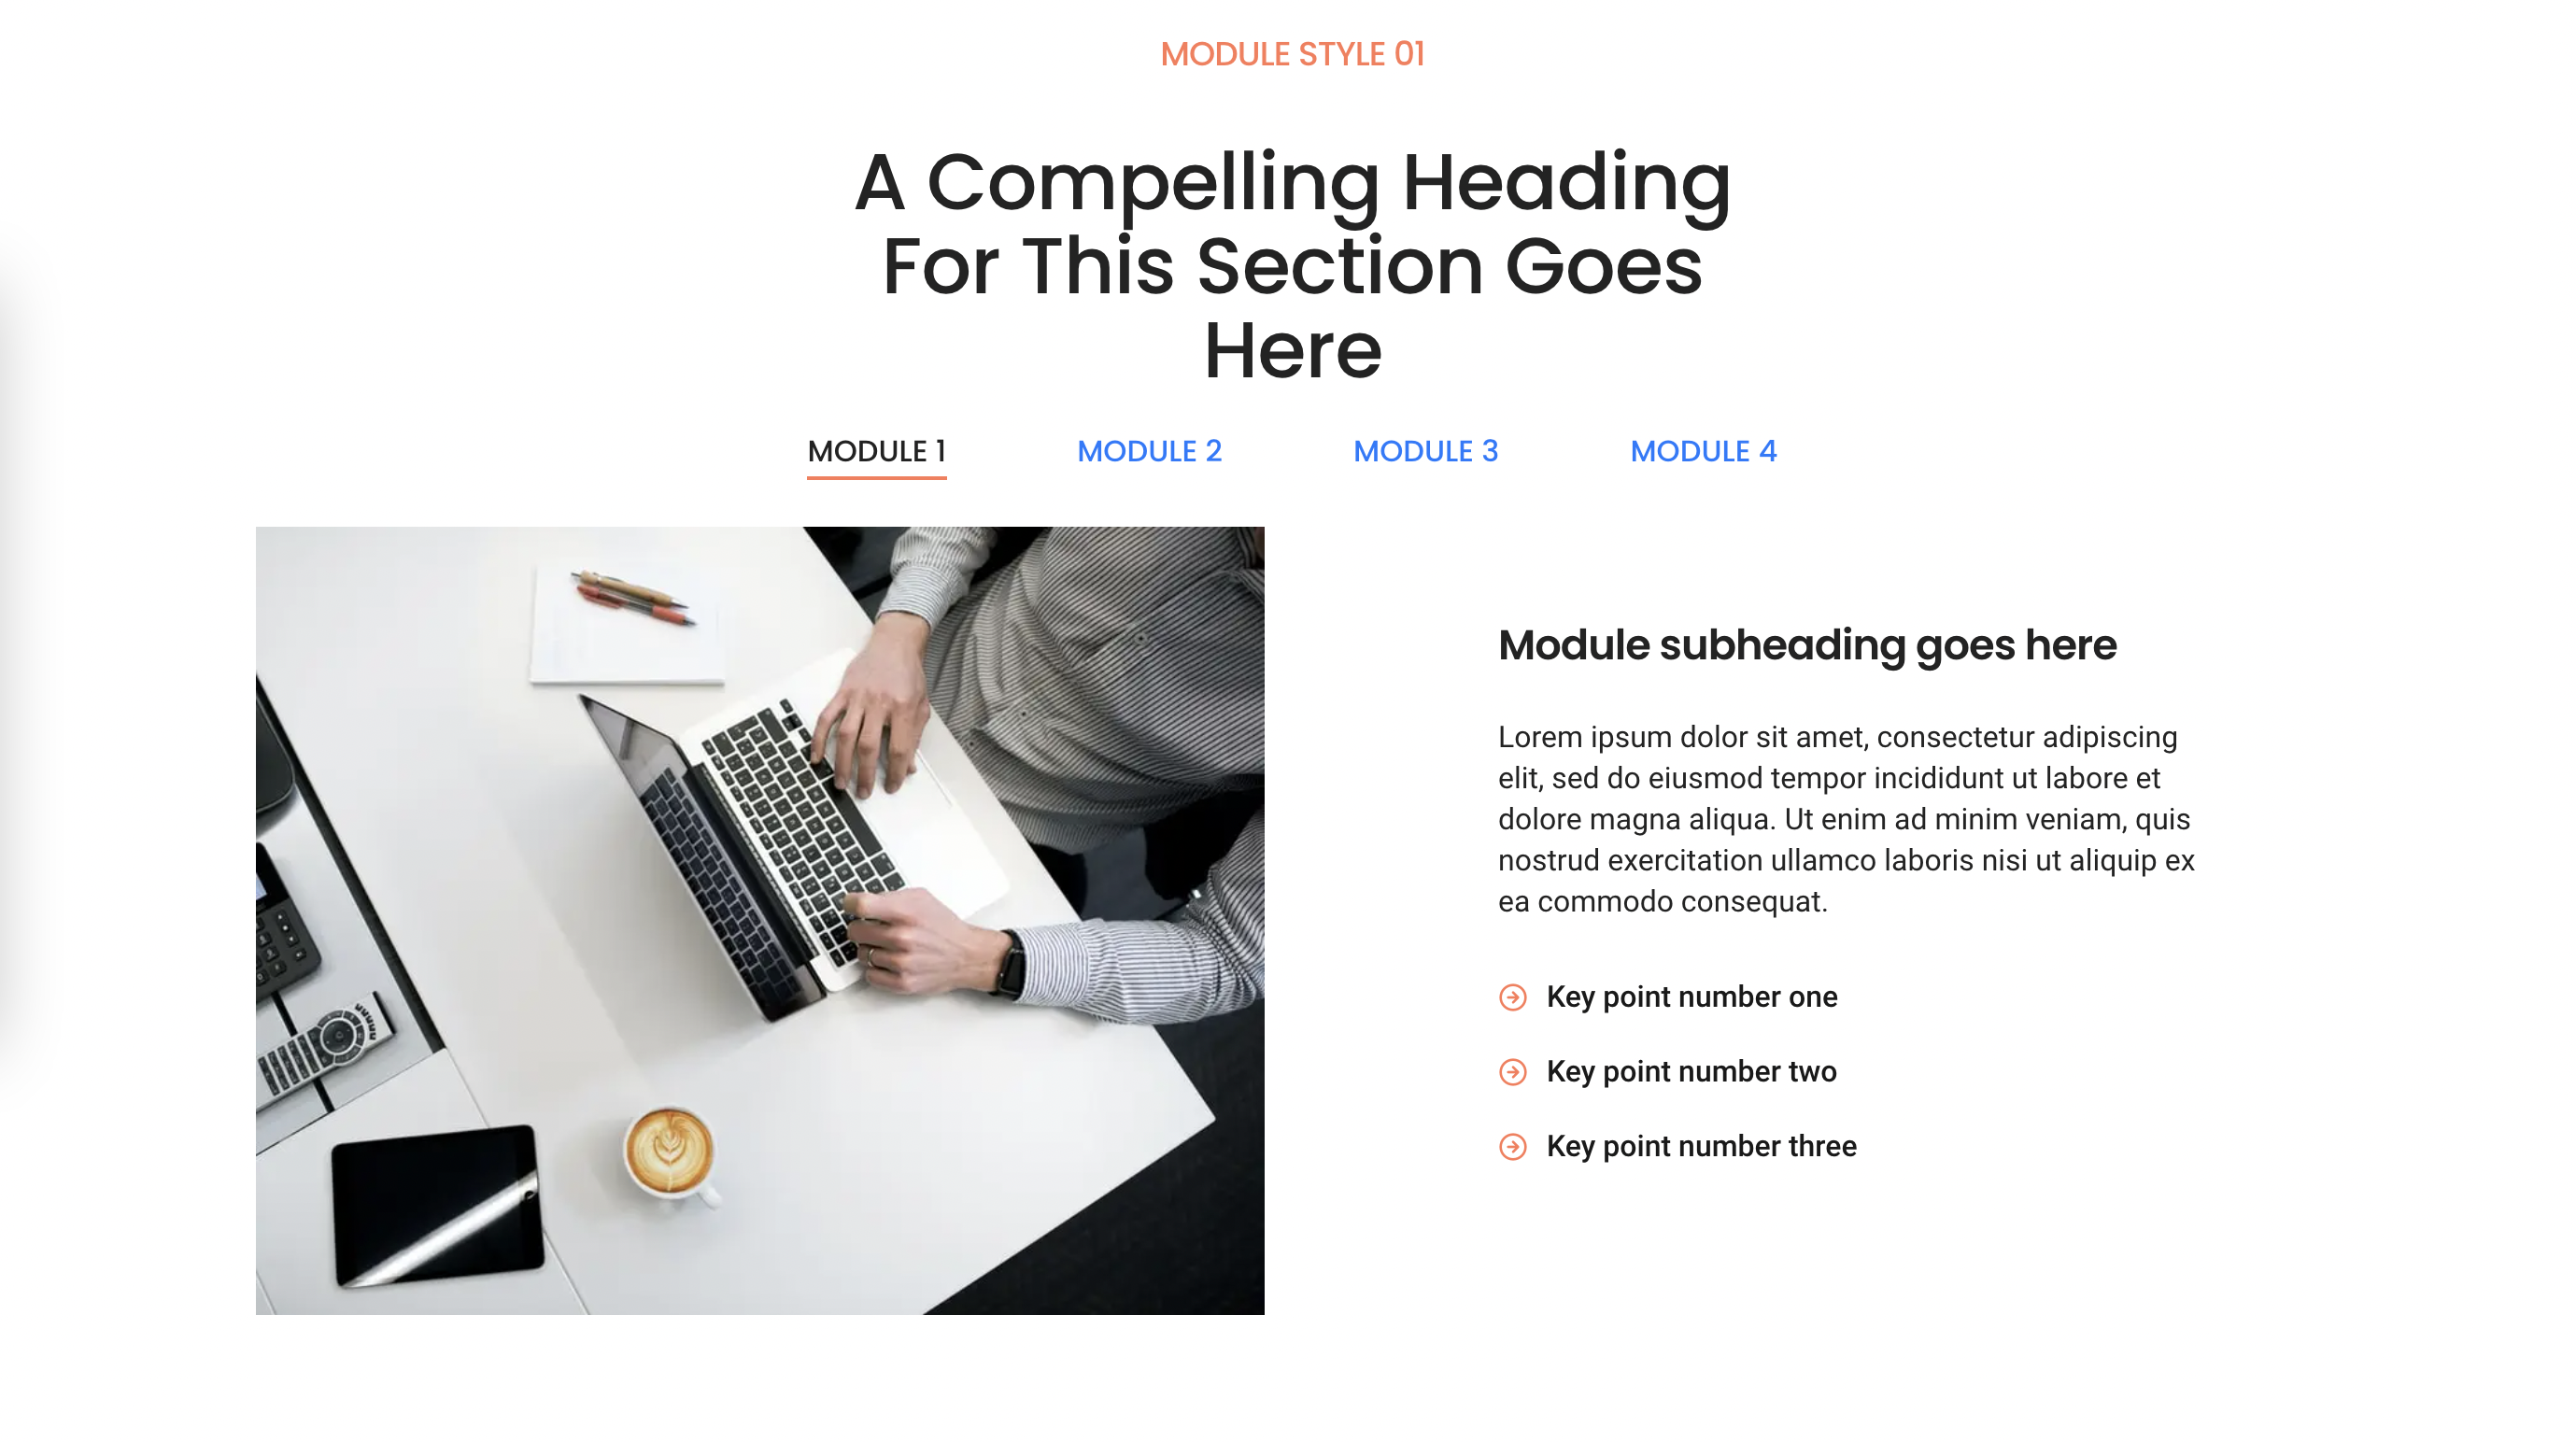 MODULE STYLE 01
A Compelling Heading
For This Section Goes
Here
MODULE 1
MODULE 2
MODULE 3
MODULE 4
Module subheading goes here
Lorem ipsum dolor sit amet, consectetur adipiscing
elit, sed do eiusmod tempor incididunt ut labore et
dolore magna aliqua. Ut enim ad minim veniam, quis
nostrud exercitation ullamco laboris nisi ut aliquip ex
ea commodo consequat.
Key point number one
Key point number two
Key point number three